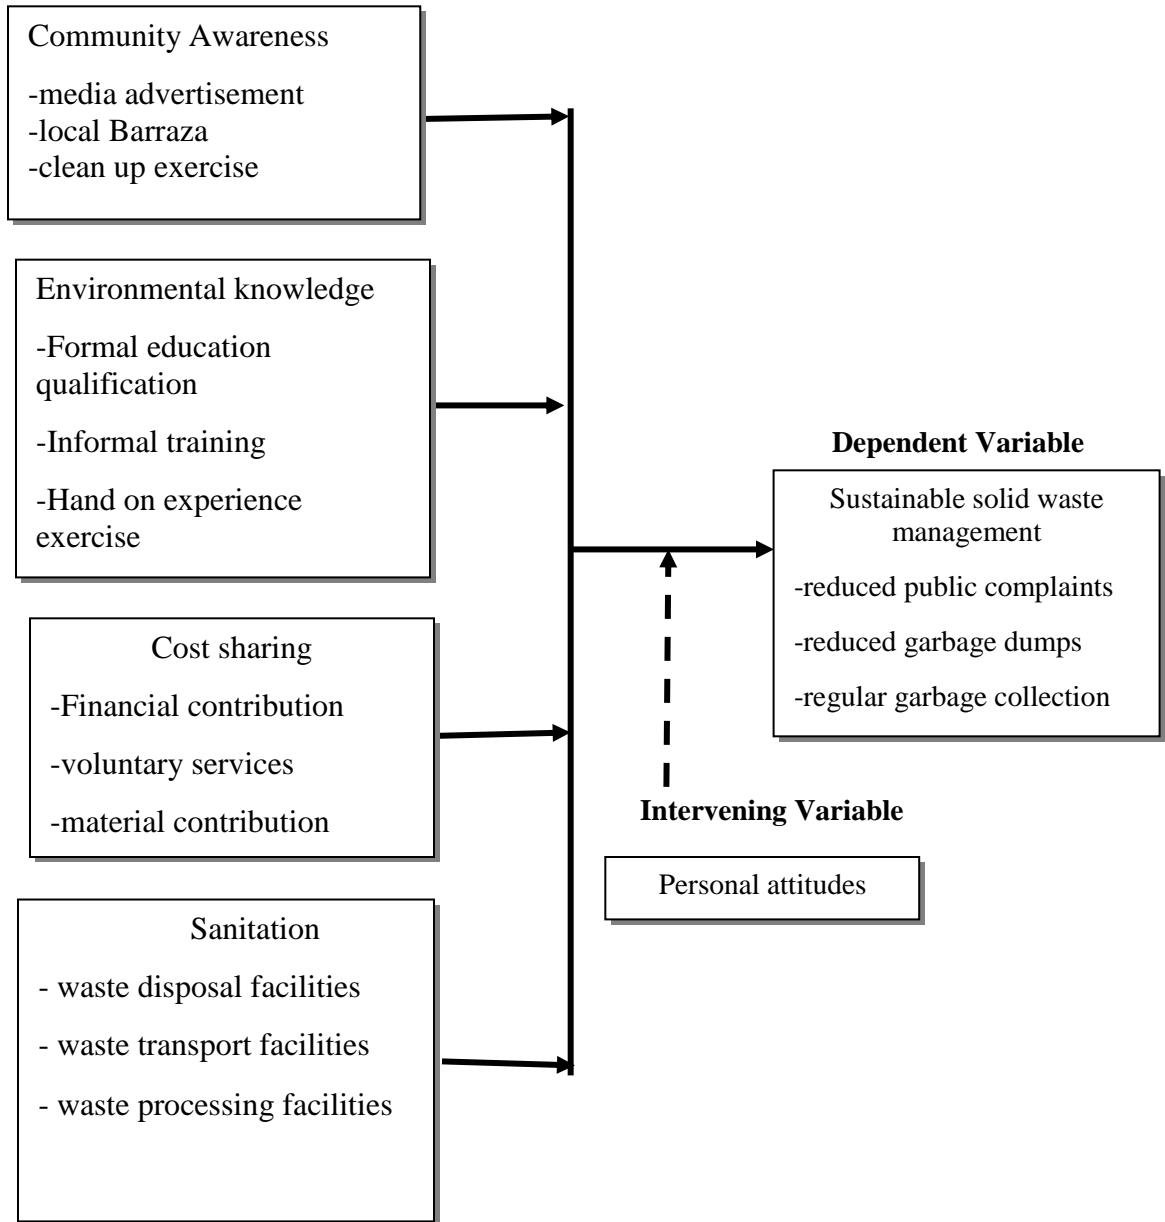 Community Awareness
-media advertisement
-local Barraza
-clean up exercise
Environmental knowledge
-Formal education
qualification
-Informal training
-Hand on experience
exercise
Cost sharing
-Financial contribution
-voluntary services
-material contribution
Sanitation
- waste disposal facilities
- waste transport facilities
- waste processing facilities
Dependent Variable
Sustainable solid waste
management
-reduced public complaints
-reduced garbage dumps
-regular garbage collection
Intervening Variable
Personal attitudes